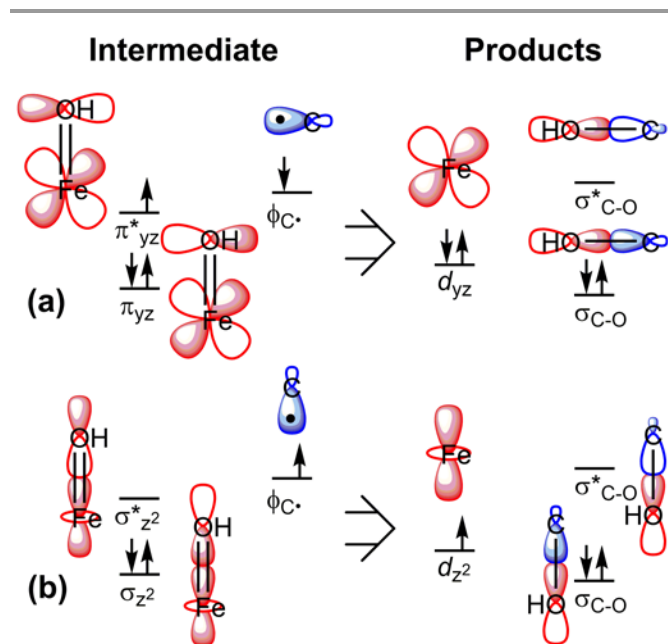 Intermediate Products
OH
C
Fe
HO C
Fe
π*yz
ϕC•
σ*C-O
OH
HO C
πyz
dyz
σC-O
(a)
Fe
C
OH
C
Fe
HO
σ*C-O
Fe
σ*z²
OH
ϕC•
C
dz²
(b)
σz²
Fe
HO
σC-O